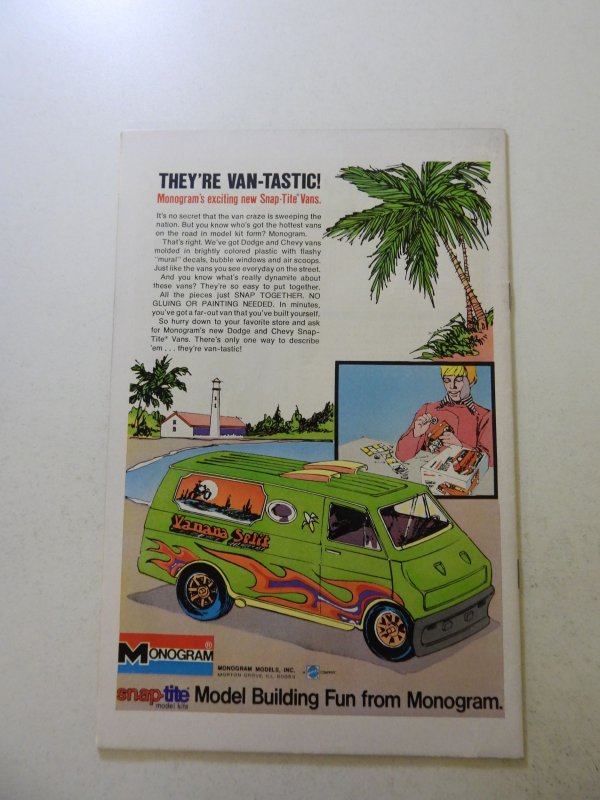 THEY'RE VAN-TASTIC!
Monogram's exciting new Snap-Tite® Vans.
It's no secret that the van craze is sweeping the
nation. But you know who's got the hottest vans
on the road in model kit form? Monogram.
That's right. We've got Dodge and Chevy vans
molded in brightly colored plastic with flashy
"mural" decals, bubble windows and air scoops.
Just like the vans you see everyday on the street.
And you know what's really dynamite about
these vans? They're so easy to put together.
All the pieces just SNAP TOGETHER. NO
GLUING OR PAINTING NEEDED. In minutes,
you've got a far-out van that you've built yourself.
So hurry down to your favorite store and ask
for Monogram's new Dodge and Chevy Snap-
Tite® Vans. There's only one way to describe
'em . . . they're van-tastic!
Vanana Split
MONOGRAM®
MONOGRAM MODELS, INC.
MORTON GROVE, ILL 60053
COMPANY
snap-tite Model Building Fun from Monogram.
model kits